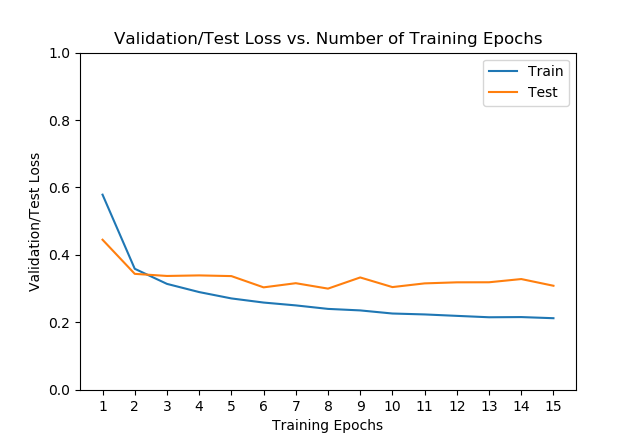 Validation/Test Loss vs. Number of Training Epochs
1.0
Train
Test
0.8
0.6
Validation/Test Loss
0.4
0.2
0.0
1 2 3 4 5 6 7 8 9 10 11 12 13 14 15
Training Epochs